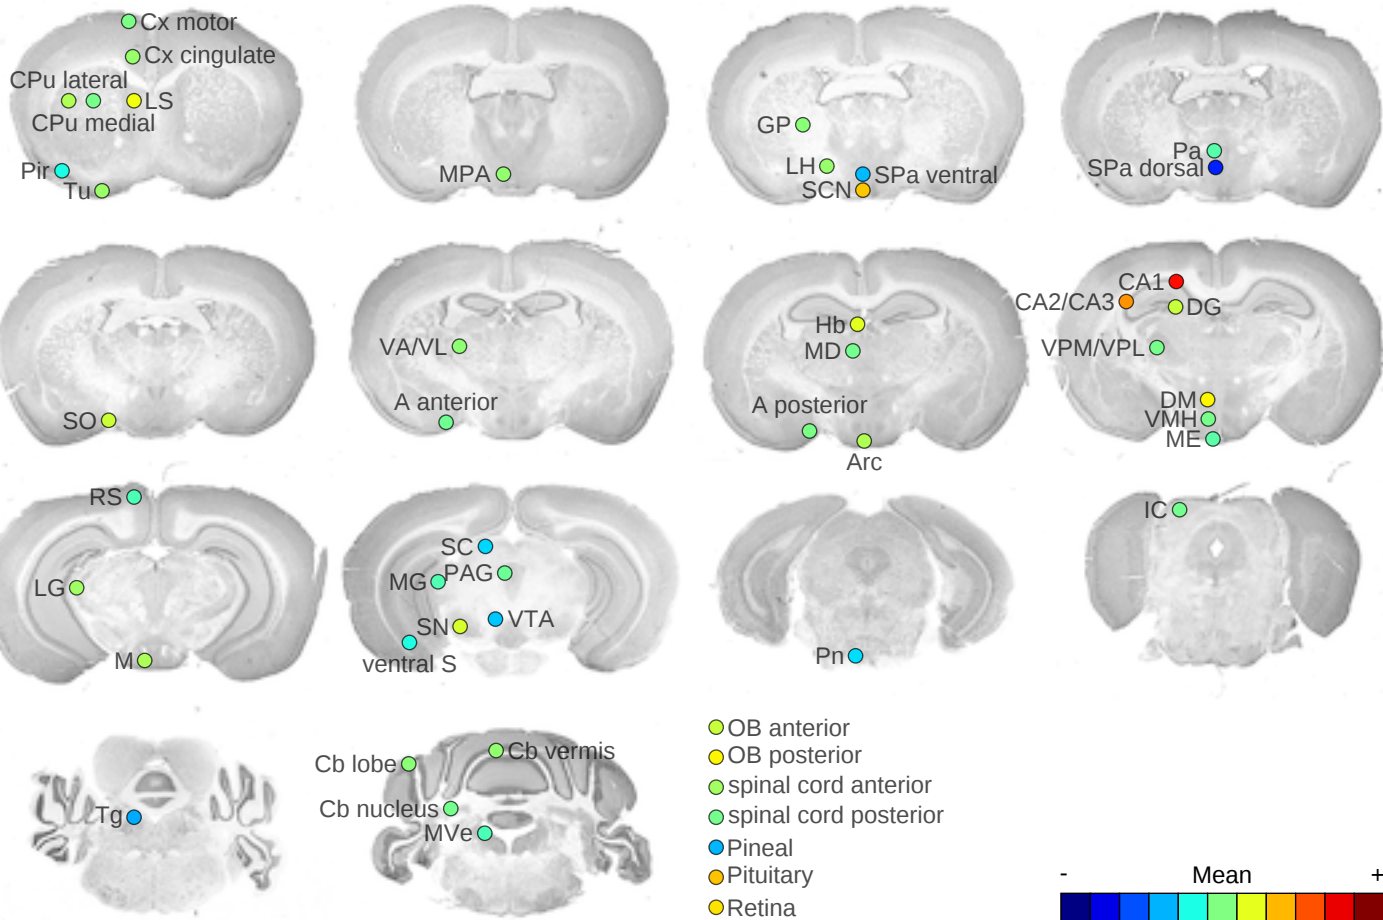 Cx motor
Cx cingulate
CPu lateral
LS
CPu medial
Pir
Tu
MPA
GP
LH
SPa ventral
SCN
Pa
SPa dorsal
SO
VA/VL
A anterior
Hb
MD
A posterior
Arc
CA1
CA2/CA3
DG
VPM/VPL
DM
VMH
ME
RS
LG
M
SC
PAG
MG
SN
VTA
ventral S
Pn
IC
Tg
Cb vermis
Cb lobe
Cb nucleus
MVe
OB anterior
OB posterior
spinal cord anterior
spinal cord posterior
Pineal
Pituitary
Retina
- Mean +